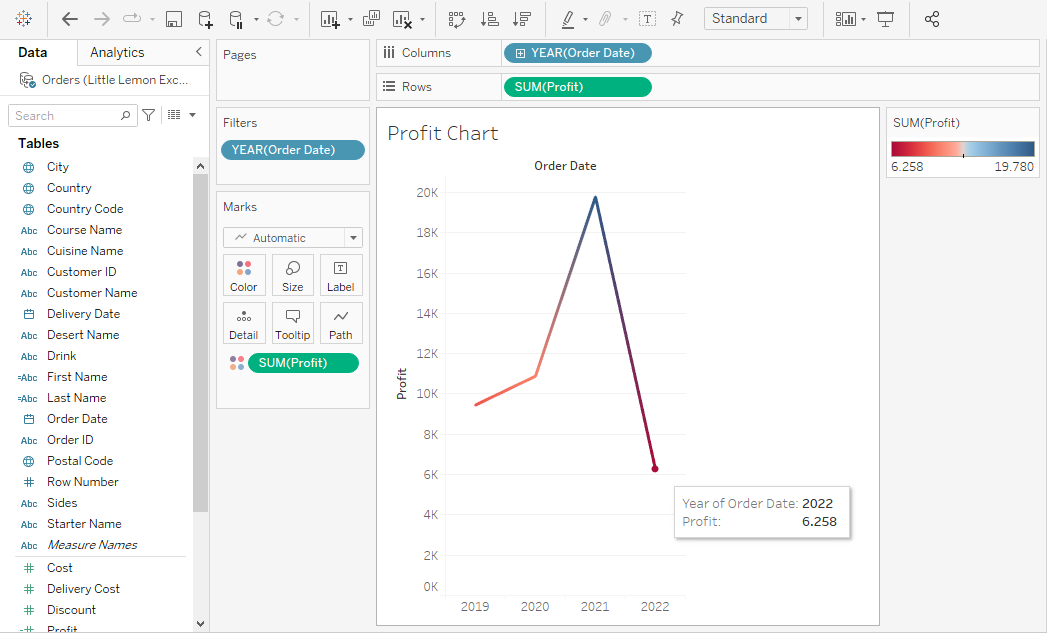 Standard
Data
Analytics
Orders (Little Lemon Exc...
Search
Tables
City
Country
Country Code
Abc Course Name
Abc Cuisine Name
Abc Customer ID
Abc Customer Name
Delivery Date
Abc Desert Name
Abc Drink
=Abc First Name
=Abc Last Name
Order Date
Abc Order ID
Postal Code
# Row Number
Abc Sides
Abc Starter Name
Abc Measure Names
# Cost
# Delivery Cost
# Discount
=# Profit
Pages
Filters
YEAR(Order Date)
Marks
Automatic
Color
Size
Label
Detail
Tooltip
Path
SUM(Profit)
Columns
YEAR(Order Date)
Rows
SUM(Profit)
Profit Chart
Order Date
Profit
20K
18K
16K
14K
12K
10K
8K
6K
4K
2K
0K
2019
2020
2021
2022
Year of Order Date: 2022
Profit: 6.258
SUM(Profit)
6.258
19.780